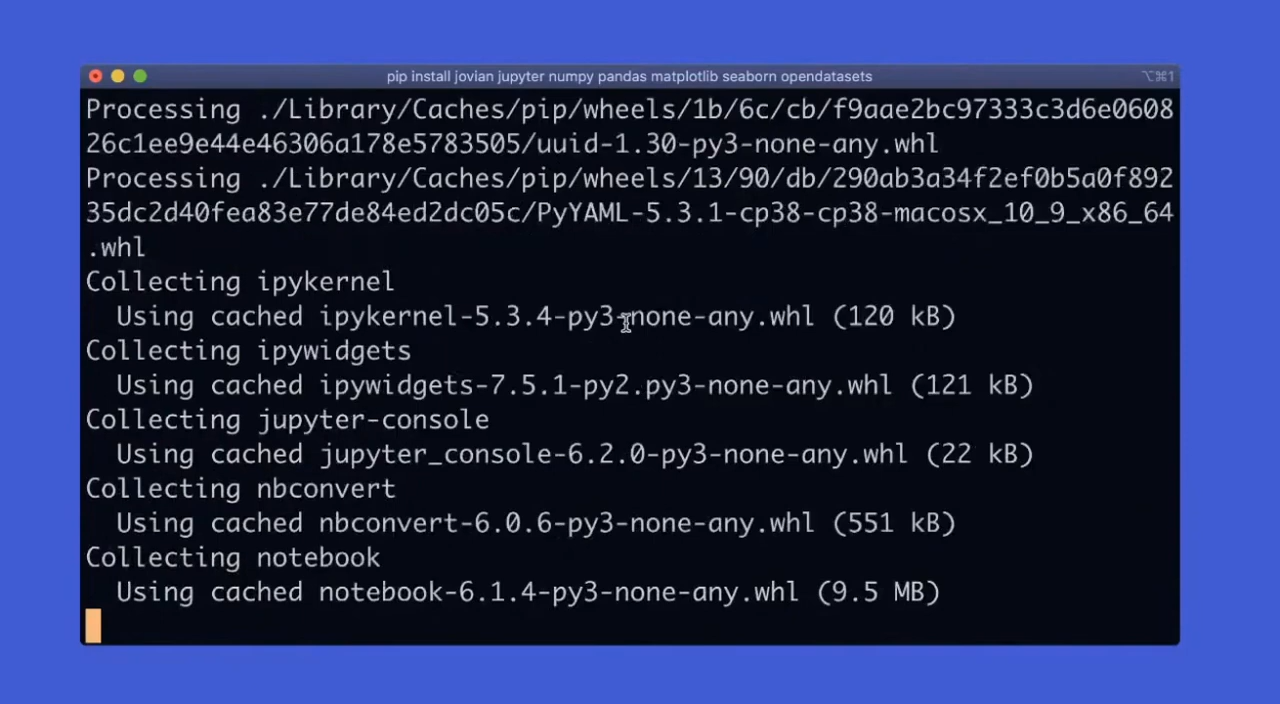 pip install jovian jupyter numpy pandas matplotlib seaborn opendatasets
⌥⌘1
Processing ./Library/Caches/pip/wheels/1b/6c/cb/f9aae2bc97333c3d6e0608
26c1ee9e44e46306a178e5783505/uuid-1.30-py3-none-any.whl
Processing ./Library/Caches/pip/wheels/13/90/db/290ab3a34f2ef0b5a0f892
35dc2d40fea83e77de84ed2dc05c/PyYAML-5.3.1-cp38-cp38-macosx_10_9_x86_64
.whl
Collecting ipykernel
  Using cached ipykernel-5.3.4-py3-none-any.whl (120 kB)
Collecting ipywidgets
  Using cached ipywidgets-7.5.1-py2.py3-none-any.whl (121 kB)
Collecting jupyter-console
  Using cached jupyter_console-6.2.0-py3-none-any.whl (22 kB)
Collecting nbconvert
  Using cached nbconvert-6.0.6-py3-none-any.whl (551 kB)
Collecting notebook
  Using cached notebook-6.1.4-py3-none-any.whl (9.5 MB)